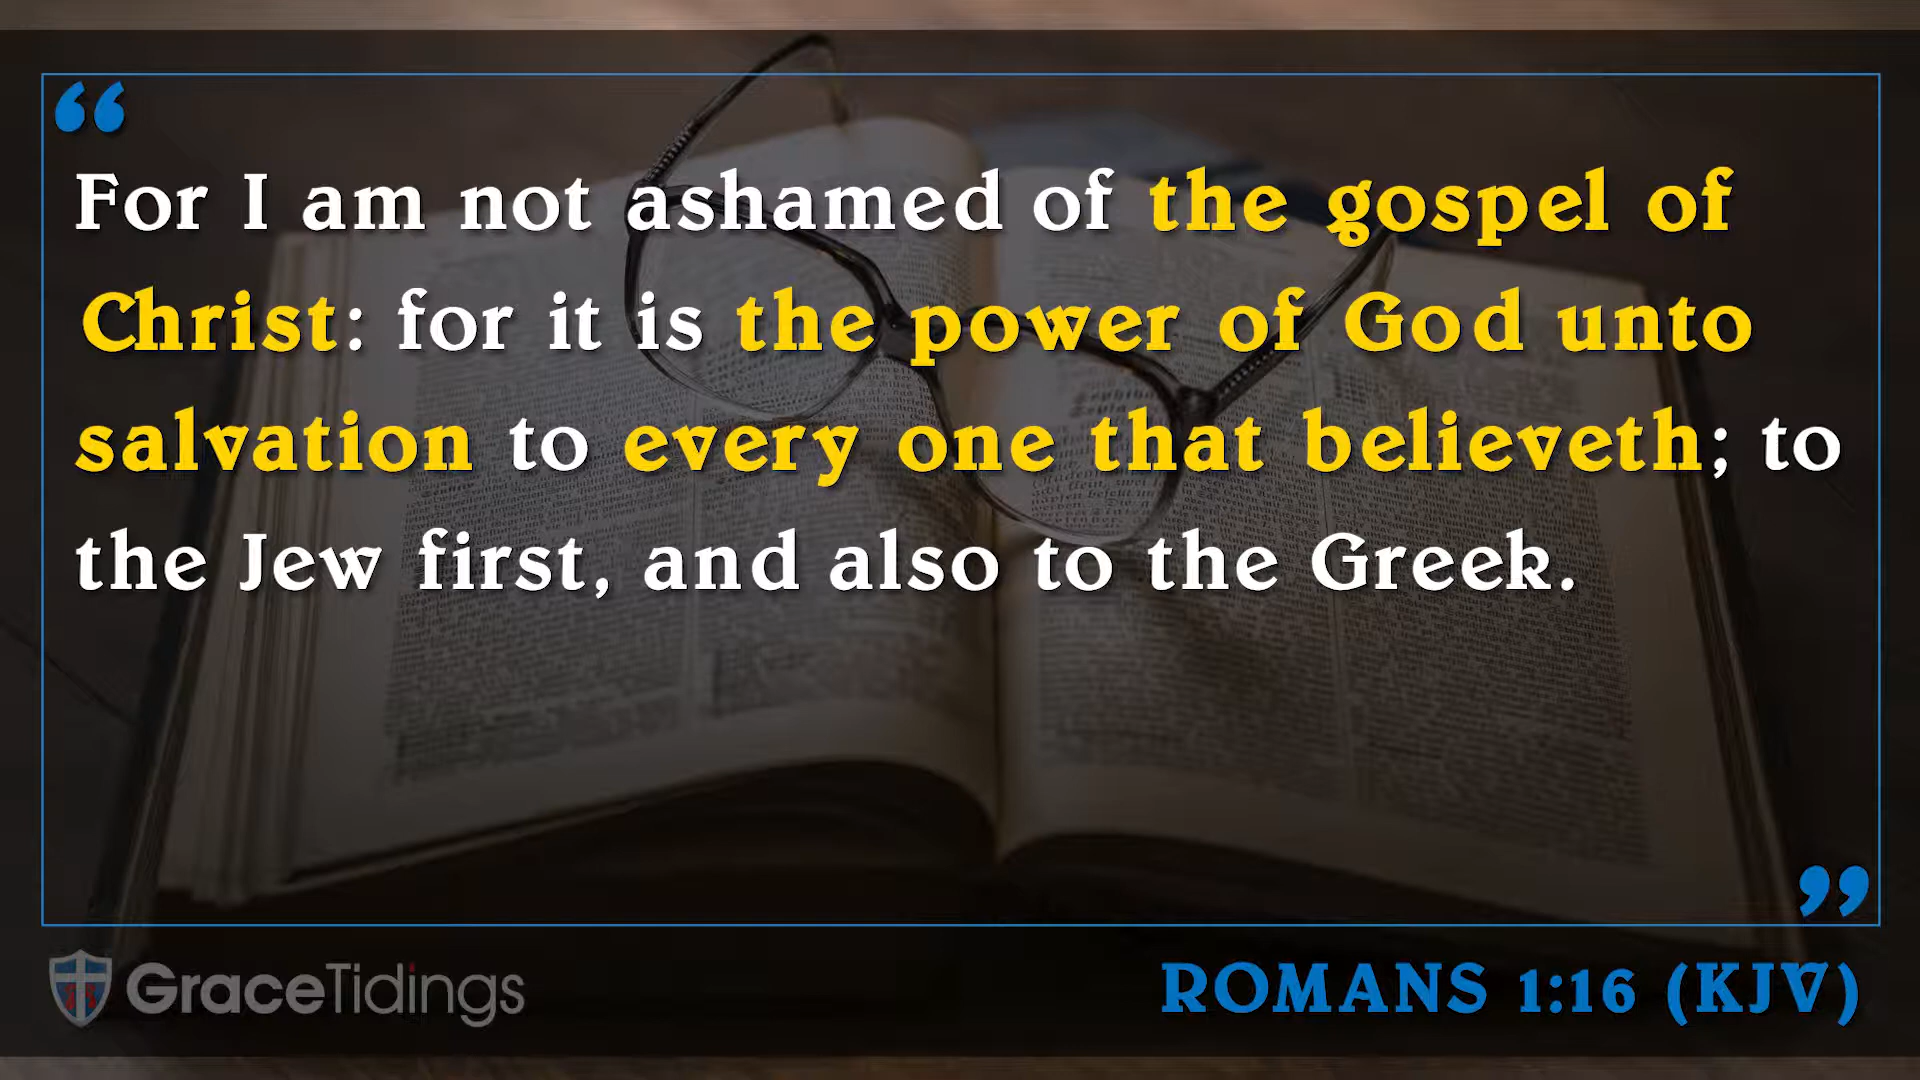 “
For I am not ashamed of the gospel of
Christ: for it is the power of God unto
salvation to every one that believeth; to
the Jew first, and also to the Greek.
”
GraceTidings
ROMANS 1:16 (KJV)